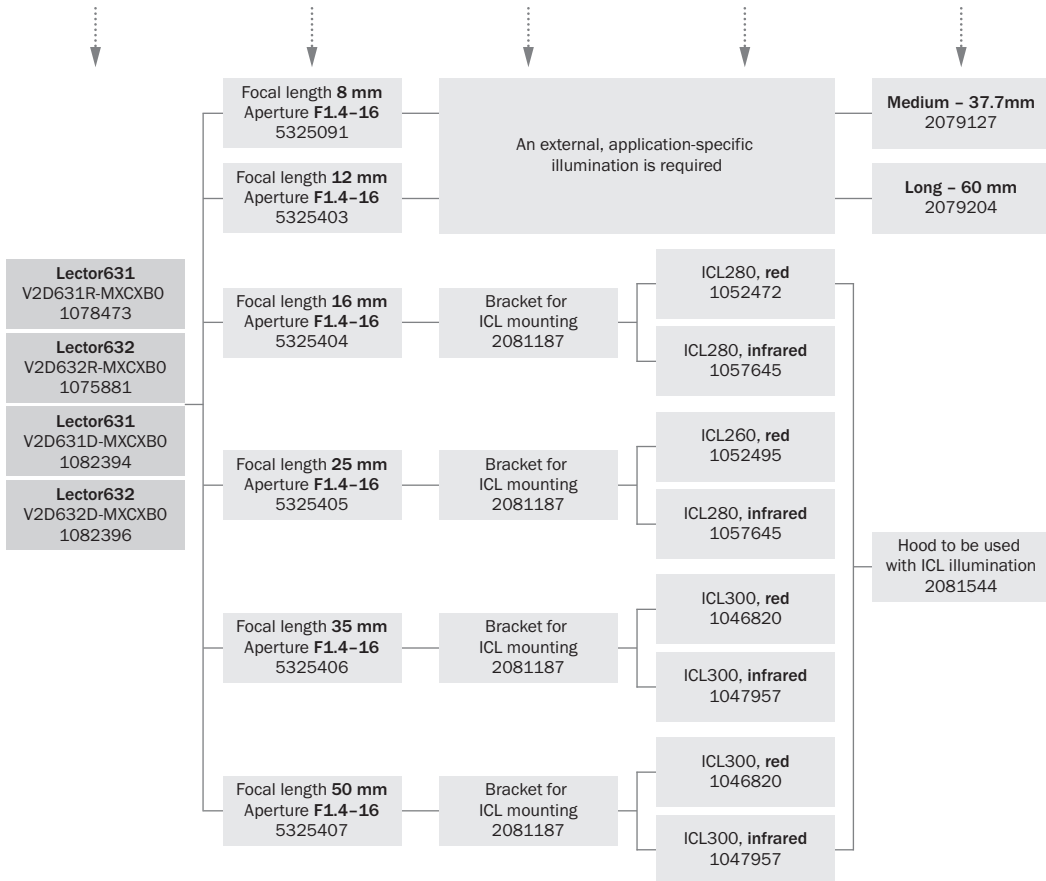 Lector631
V2D631R-MXCXB0
1078473
Lector632
V2D632R-MXCXB0
1075881
Lector631
V2D631D-MXCXB0
1082394
Lector632
V2D632D-MXCXB0
1082396
Focal length 8 mm
Aperture F1.4–16
5325091
Focal length 12 mm
Aperture F1.4–16
5325403
An external, application-specific
illumination is required
Medium – 37.7mm
2079127
Long – 60 mm
2079204
Focal length 16 mm
Aperture F1.4–16
5325404
Bracket for
ICL mounting
2081187
ICL280, red
1052472
ICL280, infrared
1057645
Focal length 25 mm
Aperture F1.4–16
5325405
Bracket for
ICL mounting
2081187
ICL260, red
1052495
ICL280, infrared
1057645
Focal length 35 mm
Aperture F1.4–16
5325406
Bracket for
ICL mounting
2081187
ICL300, red
1046820
ICL300, infrared
1047957
Focal length 50 mm
Aperture F1.4–16
5325407
Bracket for
ICL mounting
2081187
ICL300, red
1046820
ICL300, infrared
1047957
Hood to be used
with ICL illumination
2081544